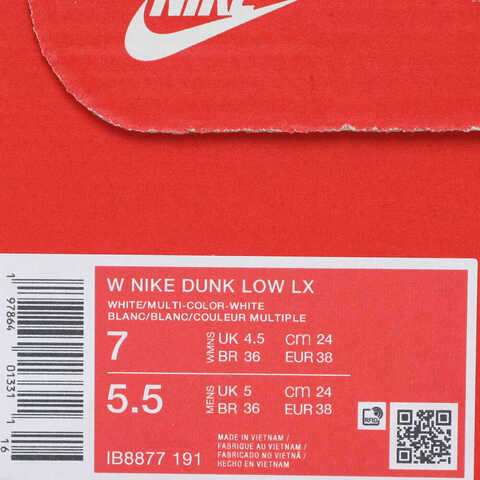 NIKE
W NIKE DUNK LOW LX
WHITE/MULTI-COLOR-WHITE
BLANC/BLANC/COULEUR MULTIPLE
7 WMNS UK 4.5 cm 24
BR 36 EUR 38
5.5 MENS UK 5 cm 24
BR 36 EUR 38
IB8877 191
MADE IN VIETNAM /
FABRIQUÉ AU VIETNAM /
FABRICADO NO VIETNÃ /
HECHO EN VIETNAM
RFID
1 97864 01331 1 16